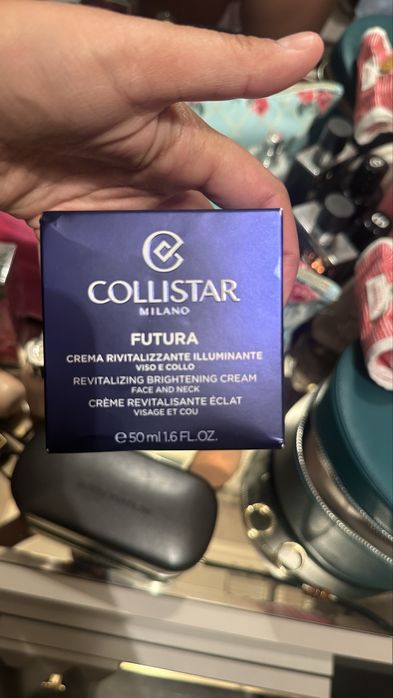 COLLISTAR
MILANO
FUTURA
CREMA RIVITALIZZANTE ILLUMINANTE
VISO E COLLO
REVITALIZING BRIGHTENING CREAM
FACE AND NECK
CRÈME REVITALISANTE ÉCLAT
VISAGE ET COU
℮ 50 ml 1.6 FL.OZ.